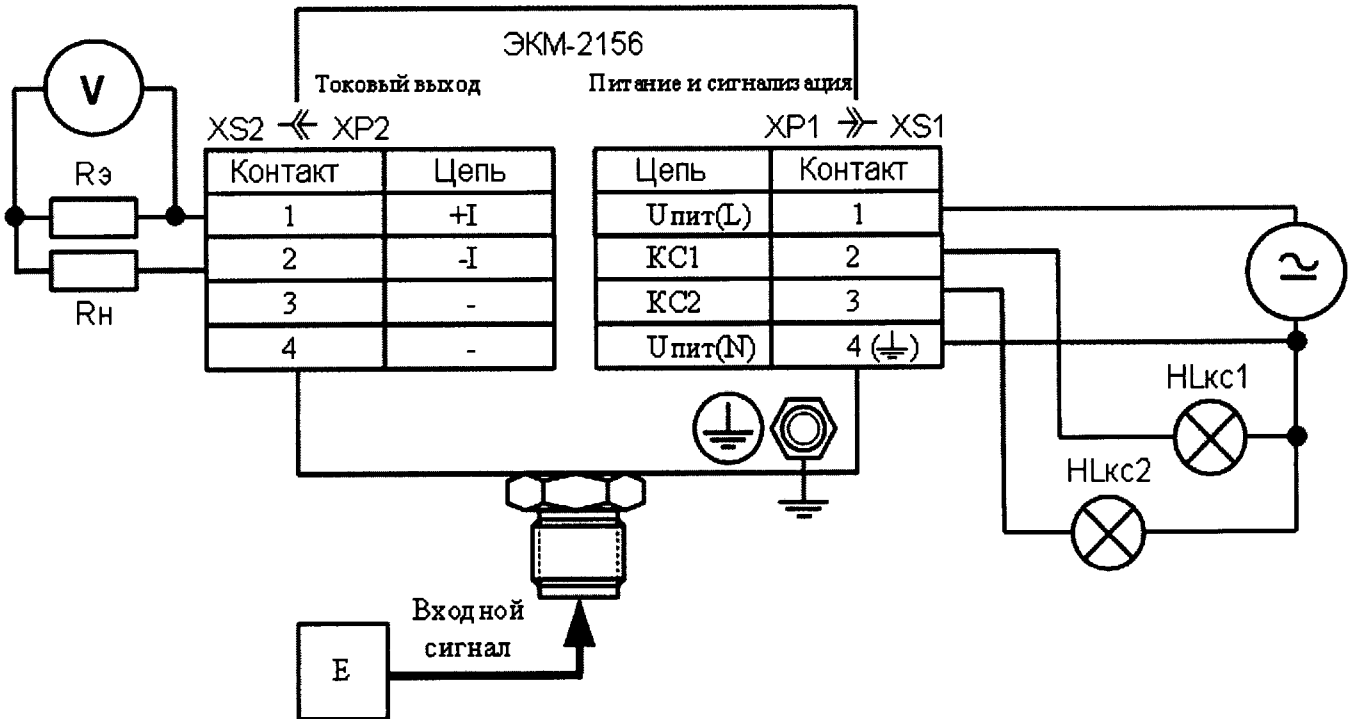 ЭКМ-2156
Токовый выход
Питание и сигнализация
XS2 XP2
XP1 XS1
V
Rэ
Rн
Контакт Цепь
1 +I
2 -I
3 -
4 -
Цепь Контакт
Uпит(L) 1
КС1 2
КС2 3
Uпит(N) 4 (⏚)
HLкс1
HLкс2
Входной
сигнал
E